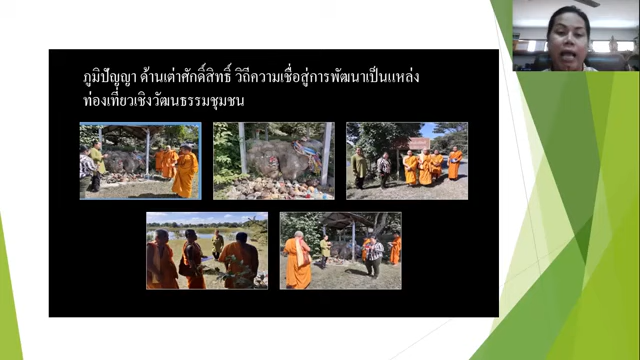 ภูมิปัญญา ด้านเต่าศักดิ์สิทธิ์ วิถีความเชื่อสู่การพัฒนาเป็นแหล่ง
ท่องเที่ยวเชิงวัฒนธรรมชุมชน